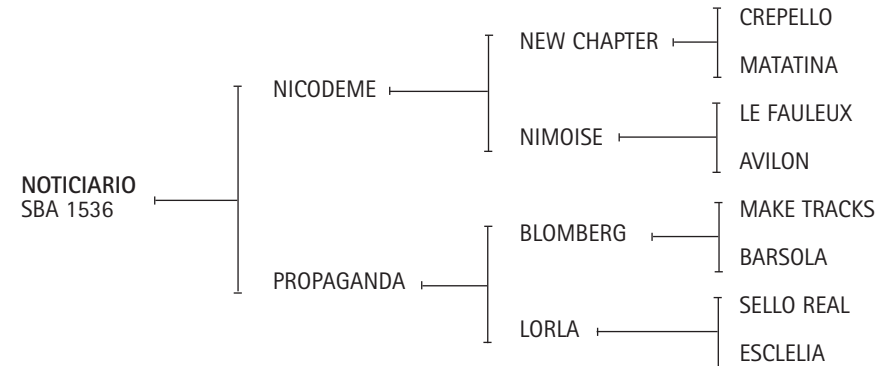 NOTICIARIO
SBA 1536
NICODEME
PROPAGANDA
NEW CHAPTER
NIMOISE
BLOMBERG
LORLA
CREPELLO
MATATINA
LE FAULEUX
AVILON
MAKE TRACKS
BARSOLA
SELLO REAL
ESCLELIA